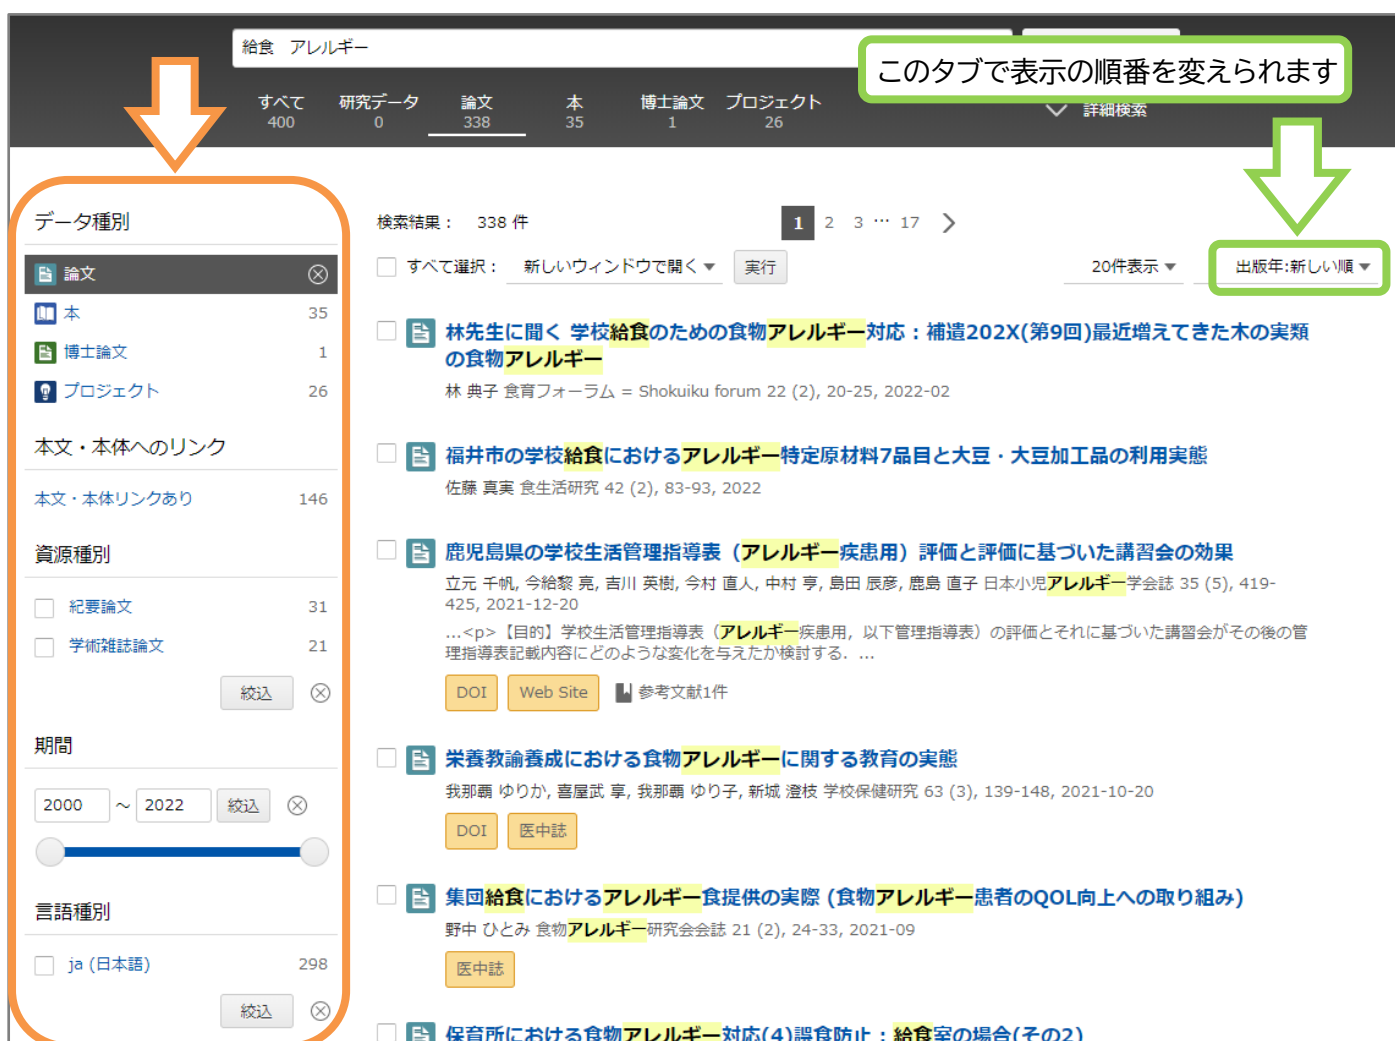 給食　アレルギー
このタブで表示の順番を変えられます
すべて 研究データ 論文 本 博士論文 プロジェクト
400 0 338 35 1 26
詳細検索
データ種別
論文
本 35
博士論文 1
プロジェクト 26
本文・本体へのリンク
本文・本体リンクあり 146
資源種別
紀要論文 31
学術雑誌論文 21
絞込
期間
2000 ～ 2022 絞込
言語種別
ja (日本語) 298
絞込
検索結果： 338 件
1 2 3 … 17
すべて選択： 新しいウィンドウで開く 実行
20件表示 出版年:新しい順
林先生に聞く 学校給食のための食物アレルギー対応：補遺202X(第9回)最近増えてきた木の実類
の食物アレルギー
林 典子 食育フォーラム = Shokuiku forum 22 (2), 20-25, 2022-02
福井市の学校給食におけるアレルギー特定原材料7品目と大豆・大豆加工品の利用実態
佐藤 真実 食生活研究 42 (2), 83-93, 2022
鹿児島県の学校生活管理指導表（アレルギー疾患用）評価と評価に基づいた講習会の効果
立元 千帆, 今給黎 亮, 吉川 英樹, 今村 直人, 中村 亨, 島田 辰彦, 鹿島 直子 日本小児アレルギー学会誌 35 (5), 419-
425, 2021-12-20
...<p>【目的】学校生活管理指導表（アレルギー疾患用，以下管理指導表）の評価とそれに基づいた講習会がその後の管
理指導表記載内容にどのような変化を与えたか検討する．...
DOI Web Site 参考文献1件
栄養教諭養成における食物アレルギーに関する教育の実態
我那覇 ゆりか, 喜屋武 享, 我那覇 ゆり子, 新城 澄枝 学校保健研究 63 (3), 139-148, 2021-10-20
DOI 医中誌
集団給食におけるアレルギー食提供の実際 (食物アレルギー患者のQOL向上への取り組み)
野中 ひとみ 食物アレルギー研究会会誌 21 (2), 24-33, 2021-09
医中誌
保育所における食物アレルギー対応(4)誤食防止：給食室の場合(その2)